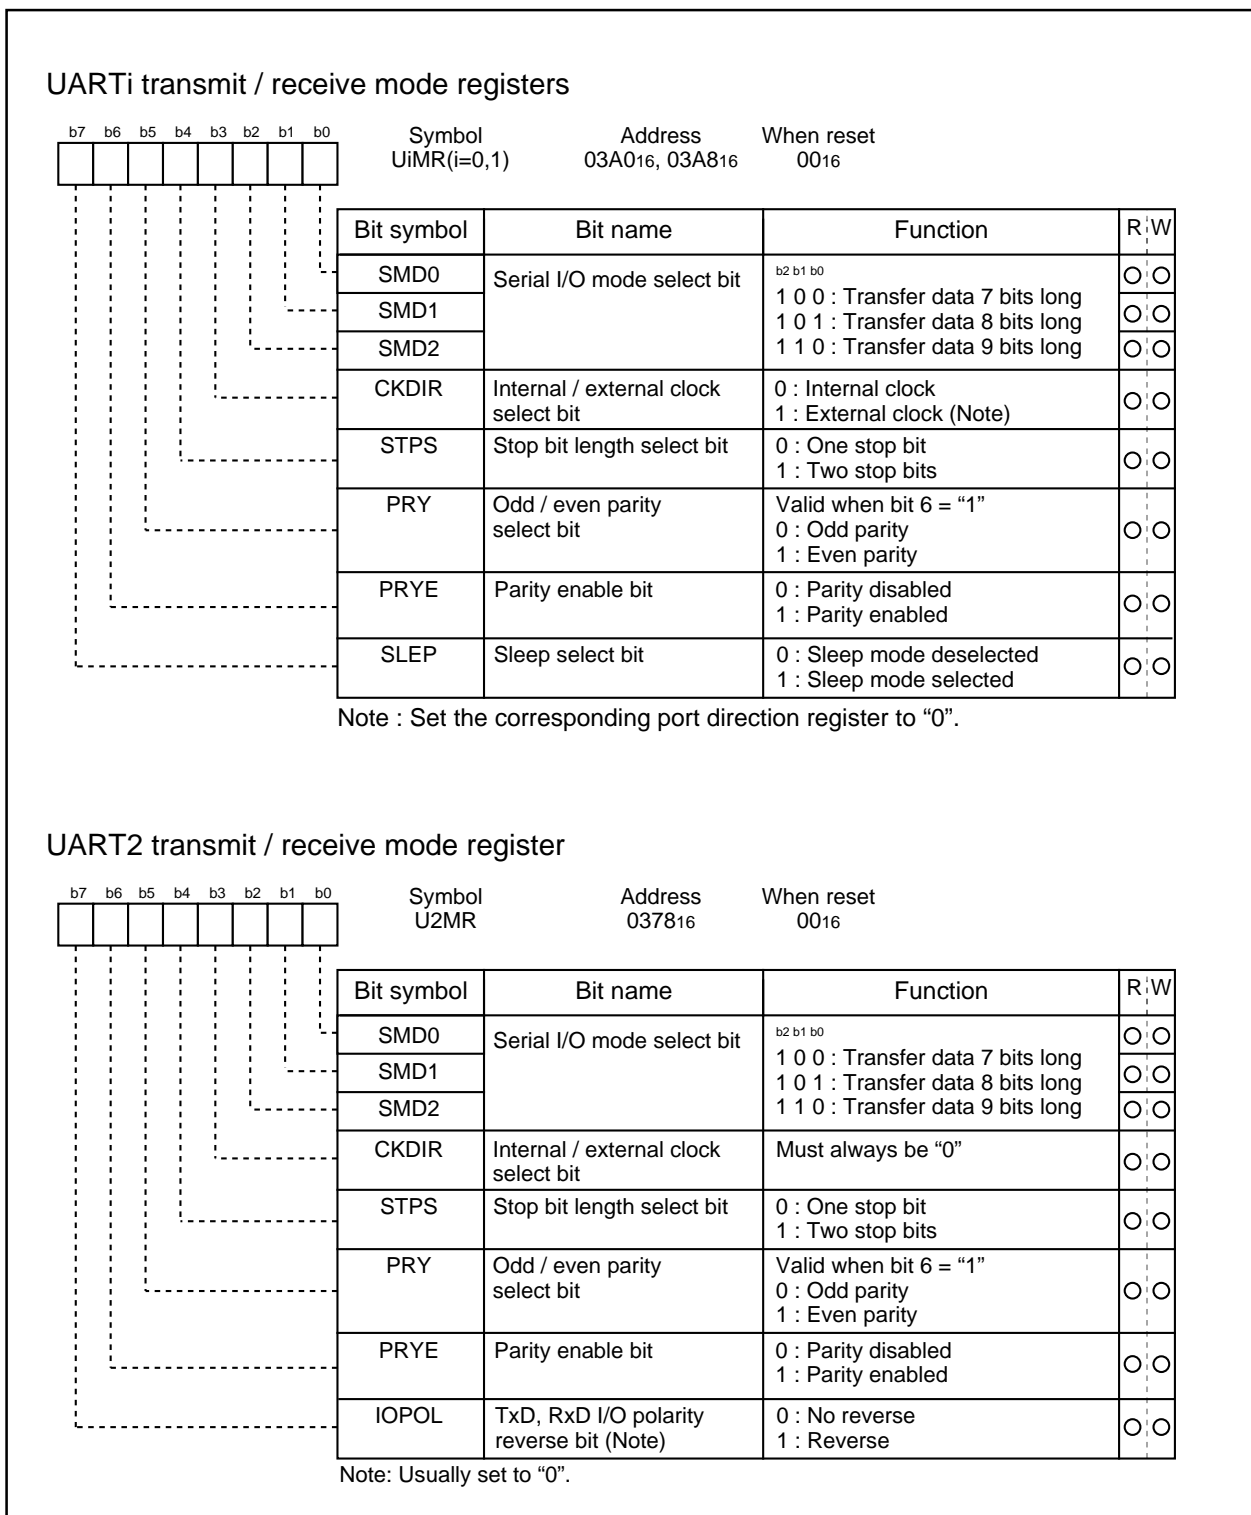 UARTi transmit / receive mode registers
b7 b6 b5 b4 b3 b2 b1 b0
Symbol Address When reset
UiMR(i=0,1) 03A016, 03A816 0016
Bit symbol Bit name Function R W
SMD0 Serial I/O mode select bit b2 b1 b0
1 0 0 : Transfer data 7 bits long
SMD1 1 0 1 : Transfer data 8 bits long
SMD2 1 1 0 : Transfer data 9 bits long
CKDIR Internal / external clock 0 : Internal clock
select bit 1 : External clock (Note)
STPS Stop bit length select bit 0 : One stop bit
1 : Two stop bits
PRY Odd / even parity Valid when bit 6 = “1”
select bit 0 : Odd parity
1 : Even parity
PRYE Parity enable bit 0 : Parity disabled
1 : Parity enabled
SLEP Sleep select bit 0 : Sleep mode deselected
1 : Sleep mode selected
Note : Set the corresponding port direction register to “0”.
UART2 transmit / receive mode register
b7 b6 b5 b4 b3 b2 b1 b0
Symbol Address When reset
U2MR 037816 0016
Bit symbol Bit name Function R W
SMD0 Serial I/O mode select bit b2 b1 b0
1 0 0 : Transfer data 7 bits long
SMD1 1 0 1 : Transfer data 8 bits long
SMD2 1 1 0 : Transfer data 9 bits long
CKDIR Internal / external clock Must always be “0”
select bit
STPS Stop bit length select bit 0 : One stop bit
1 : Two stop bits
PRY Odd / even parity Valid when bit 6 = “1”
select bit 0 : Odd parity
1 : Even parity
PRYE Parity enable bit 0 : Parity disabled
1 : Parity enabled
IOPOL TxD, RxD I/O polarity 0 : No reverse
reverse bit (Note) 1 : Reverse
Note: Usually set to “0”.